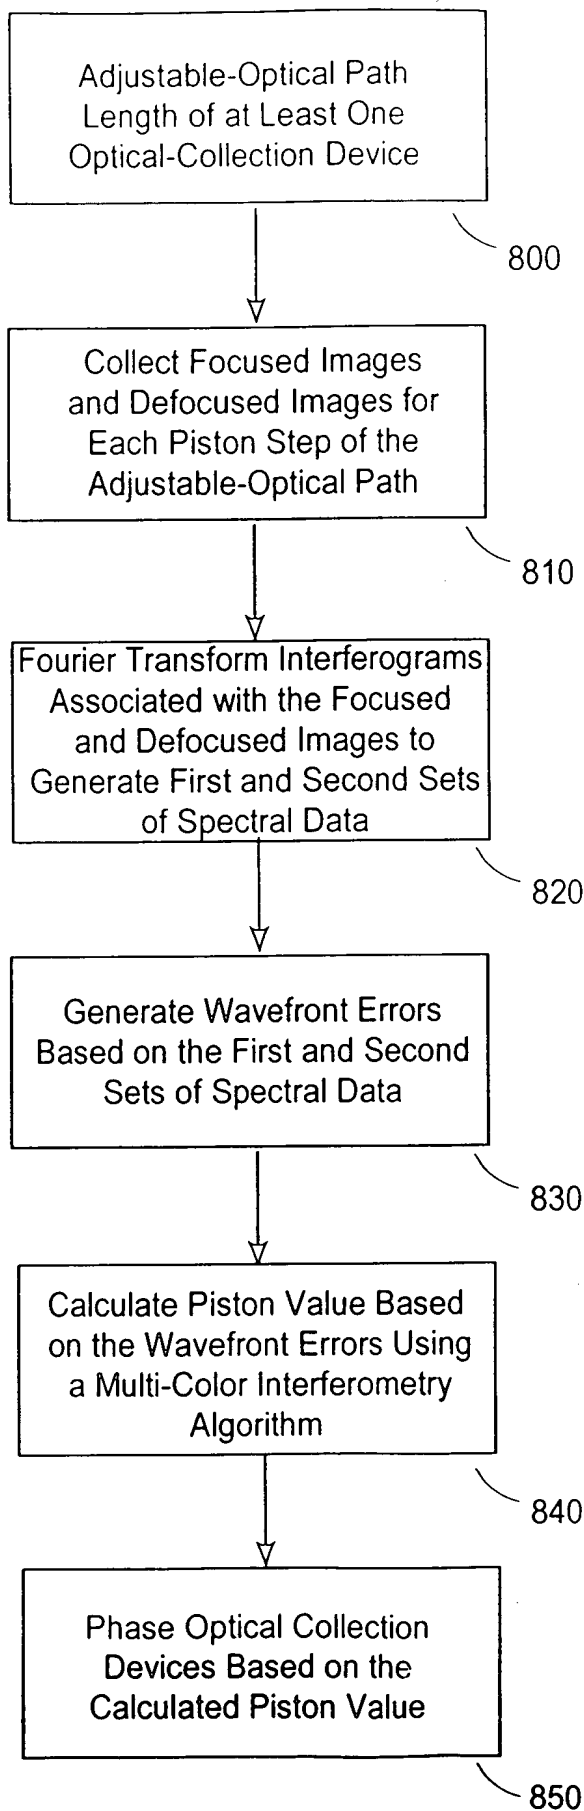 Adjustable-Optical Path
Length of at Least One
Optical-Collection Device
800
Collect Focused Images
and Defocused Images for
Each Piston Step of the
Adjustable-Optical Path
810
Fourier Transform Interferograms
Associated with the Focused
and Defocused Images to
Generate First and Second Sets
of Spectral Data
820
Generate Wavefront Errors
Based on the First and Second
Sets of Spectral Data
830
Calculate Piston Value Based
on the Wavefront Errors Using
a Multi-Color Interferometry
Algorithm
840
Phase Optical Collection
Devices Based on the
Calculated Piston Value
850